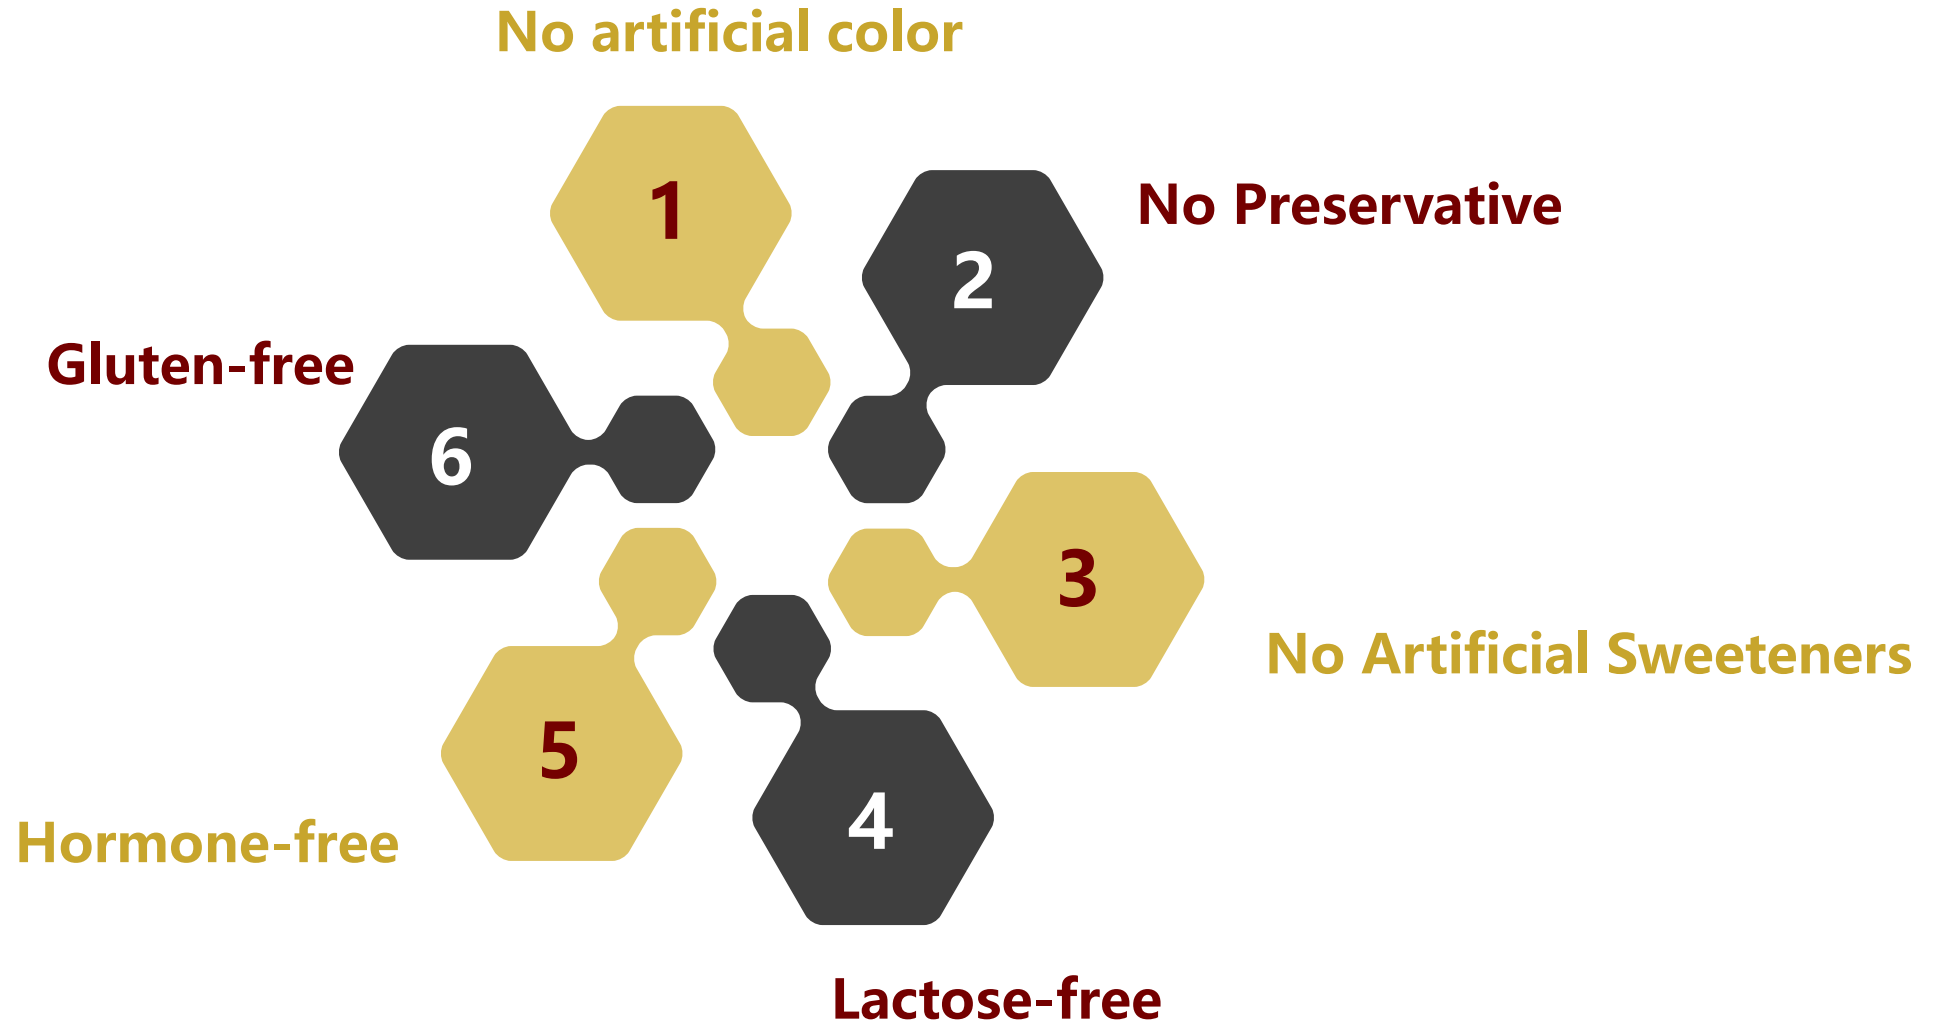 No artificial color
1
2
No Preservative
Gluten-free
6
3
No Artificial Sweeteners
5
Hormone-free
4
Lactose-free